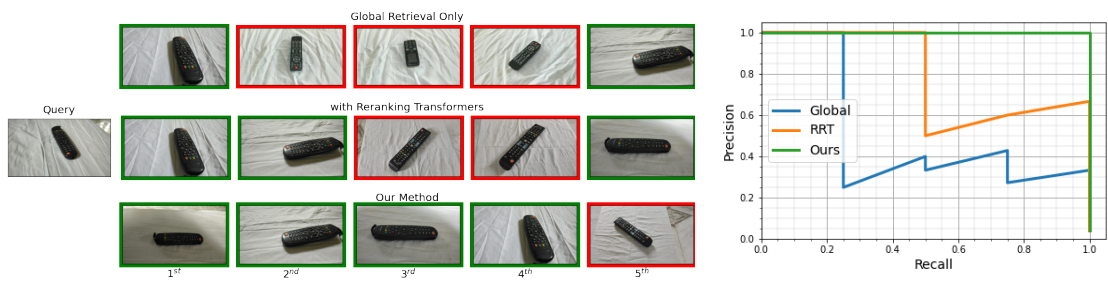 Global Retrieval Only
Query
with Reranking Transformers
Our Method
1st
2nd
3rd
4th
5th
Precision
1.0
0.8
0.6
0.4
0.2
0.0
Global
RRT
Ours
0.0 0.2 0.4 0.6 0.8 1.0
Recall